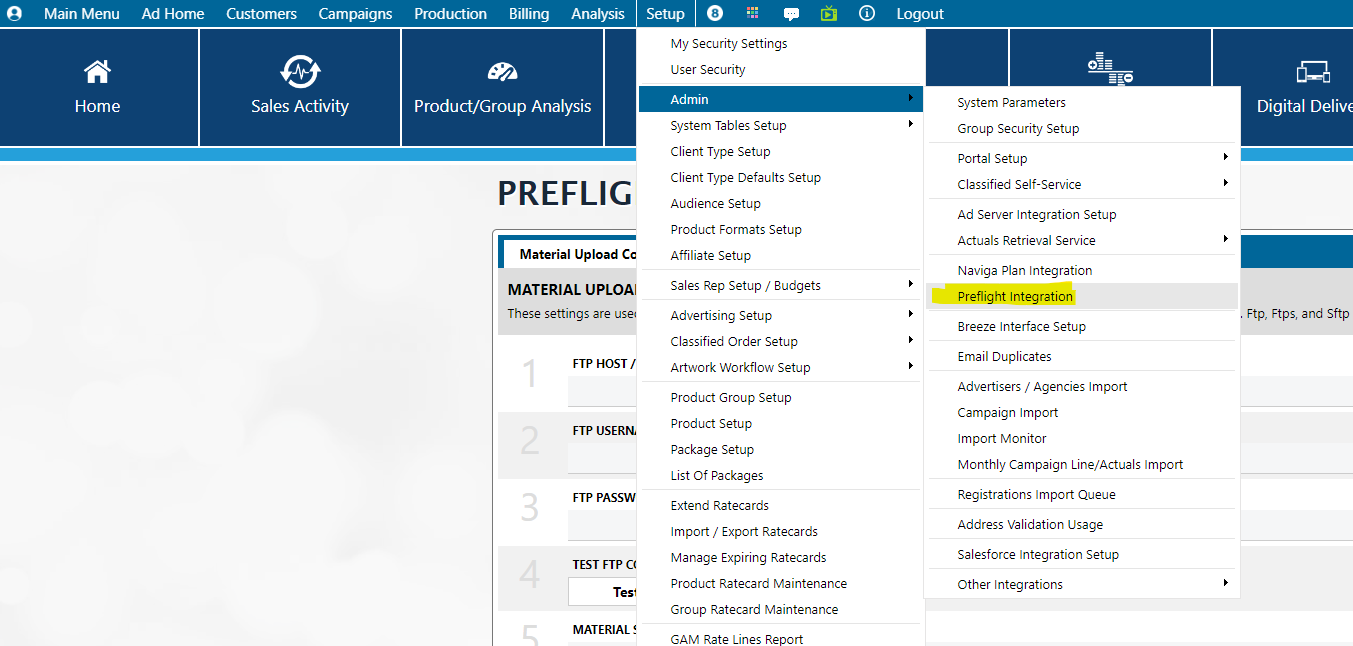 Main Menu Ad Home Customers Campaigns Production Billing Analysis Setup 8 Logout
Home
Sales Activity
Product/Group Analysis
Digital Delive
My Security Settings
User Security
Admin
System Tables Setup
Client Type Setup
Client Type Defaults Setup
Audience Setup
Product Formats Setup
Affiliate Setup
Sales Rep Setup / Budgets
Advertising Setup
Classified Order Setup
Artwork Workflow Setup
Product Group Setup
Product Setup
Package Setup
List Of Packages
Extend Ratecards
Import / Export Ratecards
Manage Expiring Ratecards
Product Ratecard Maintenance
Group Ratecard Maintenance
GAM Rate Lines Report
System Parameters
Group Security Setup
Portal Setup
Classified Self-Service
Ad Server Integration Setup
Actuals Retrieval Service
Naviga Plan Integration
Preflight Integration
Breeze Interface Setup
Email Duplicates
Advertisers / Agencies Import
Campaign Import
Import Monitor
Monthly Campaign Line/Actuals Import
Registrations Import Queue
Address Validation Usage
Salesforce Integration Setup
Other Integrations
PREFLIG
Material Upload Co
MATERIAL UPLOA
These settings are use
. Ftp, Ftps, and Sftp
1 FTP HOST /
2 FTP USERNA
3 FTP PASSW
4 TEST FTP CO
Test
5 MATERIAL S